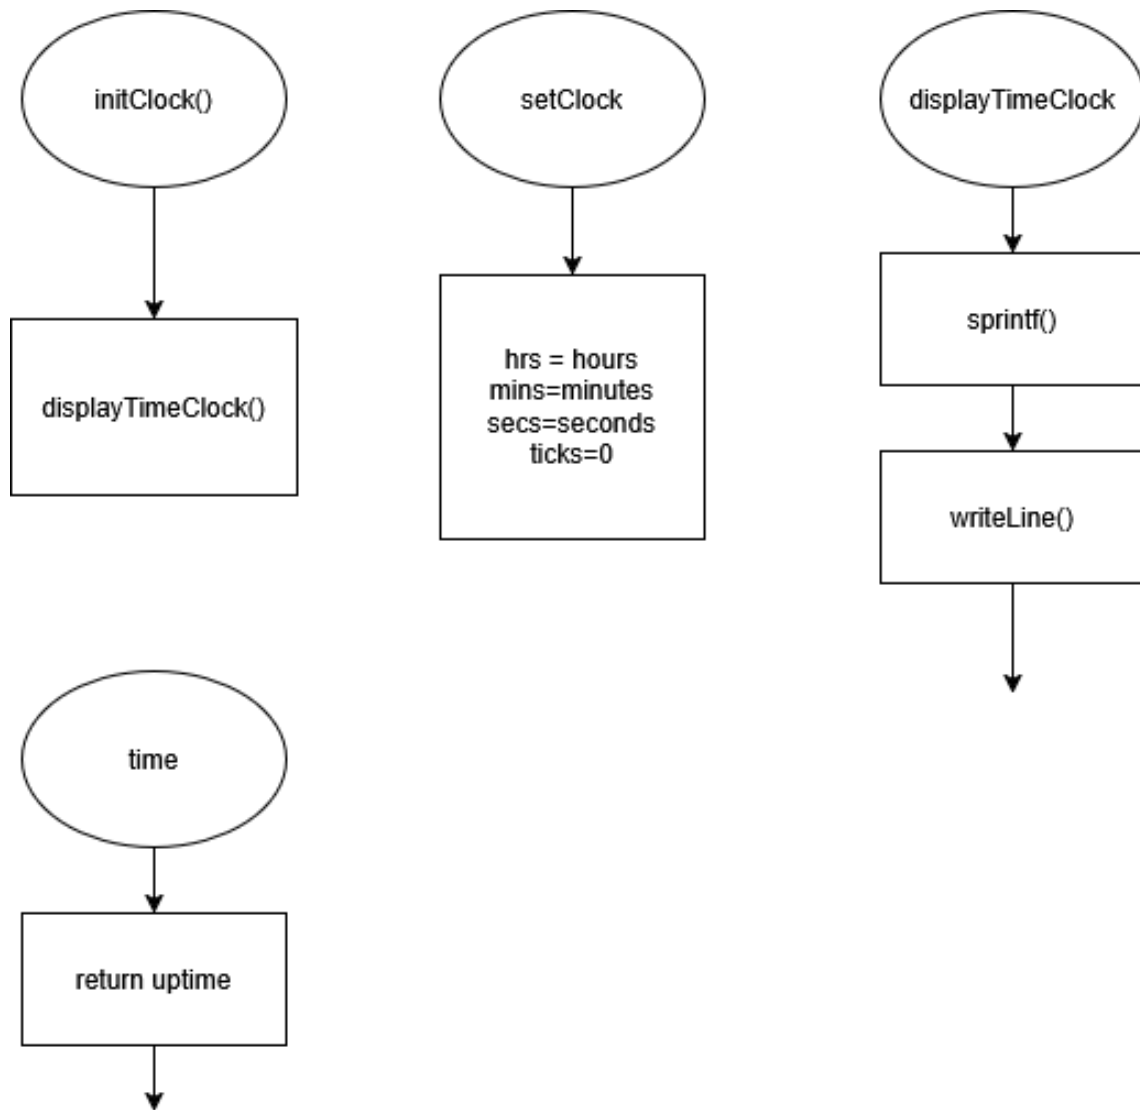 initClock()
setClock
displayTimeClock
displayTimeClock()
hrs = hours
mins=minutes
secs=seconds
ticks=0
sprintf()
writeLine()
time
return uptime